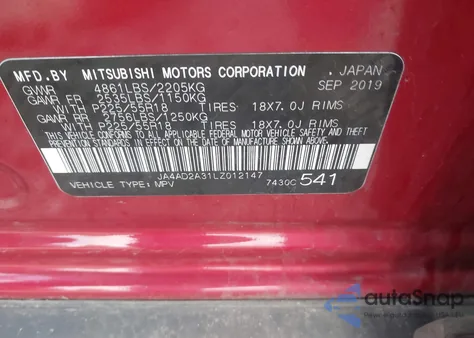 MFD.BY MITSUBISHI MOTORS CORPORATION . JAPAN
GVWR 4861LBS/2205KG SEP 2019
GAWR FR 2535LBS/1150KG
WITH P225/55R18 TIRES: 18X7.0J RIMS
GAWR RR 2756LBS/1250KG
WITH P225/55R18 TIRES: 18X7.0J RIMS
THIS VEHICLE CONFORMS TO ALL APPLICABLE FEDERAL MOTOR VEHICLE
SAFETY AND THEFT PREVENTION STANDARDS IN EFFECT ON THE DATE OF
MANUFACTURE SHOWN ABOVE.
JA4AD2A31LZ012147
VEHICLE TYPE: MPV 7430C 541
autoSnap